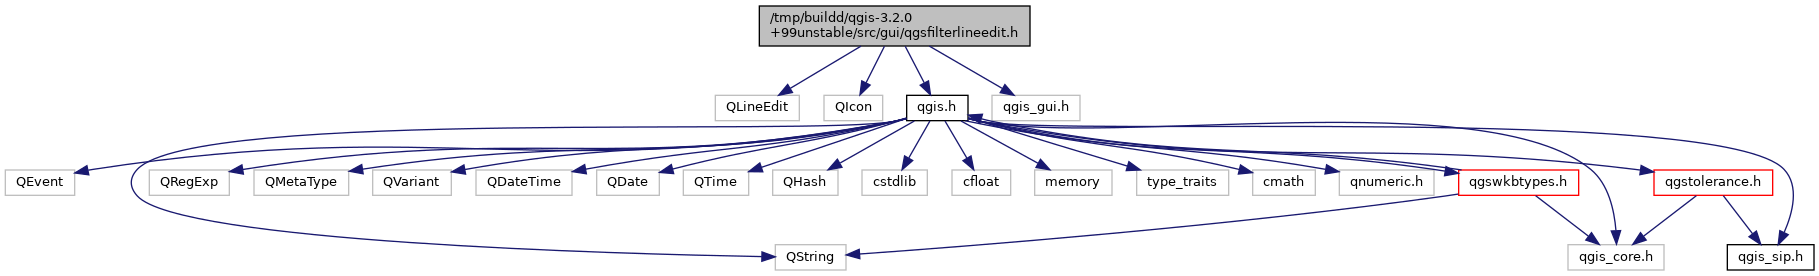 /tmp/buildd/qgis-3.2.0
+99unstable/src/gui/qgsfilterlineedit.h
QLineEdit
QIcon
qgis.h
qgis_gui.h
QEvent
QRegExp
QMetaType
QVariant
QDateTime
QDate
QTime
QHash
cstdlib
cfloat
memory
type_traits
cmath
qnumeric.h
qgswkbtypes.h
qgstolerance.h
QString
qgis_core.h
qgis_sip.h